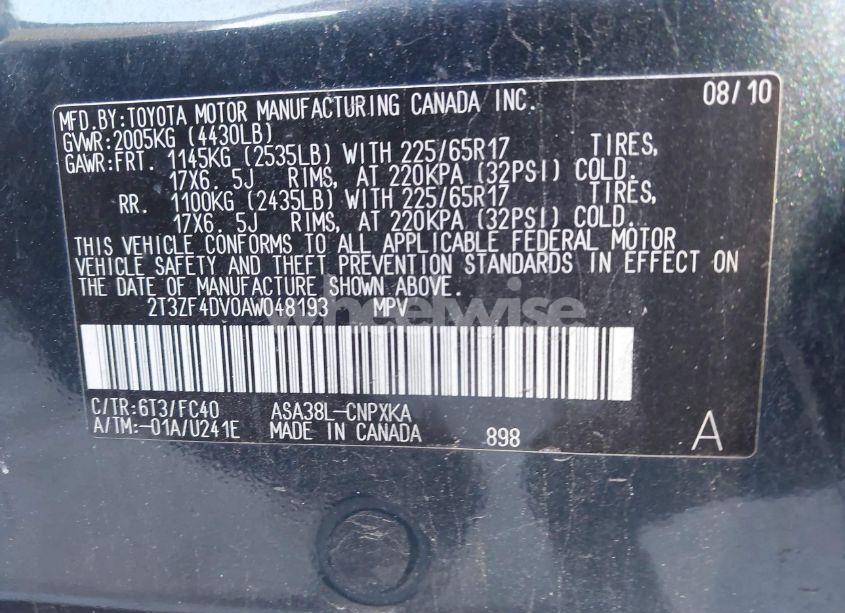 MFD.BY:TOYOTA MOTOR MANUFACTURING CANADA INC. 08/10
GVWR:2005KG (4430LB)
GAWR:FRT. 1145KG (2535LB) WITH 225/65R17 TIRES,
17X6. 5J RIMS, AT 220KPA (32PSI) COLD.
RR. 1100KG (2435LB) WITH 225/65R17 TIRES,
17X6. 5J RIMS, AT 220KPA (32PSI) COLD.
THIS VEHICLE CONFORMS TO ALL APPLICABLE FEDERAL MOTOR
VEHICLE SAFETY AND THEFT PREVENTION STANDARDS IN EFFECT ON
THE DATE OF MANUFACTURE SHOWN ABOVE.
2T3ZF4DV0AW048193 MPV
wheelwise
C/TR:6T3/FC40 ASA38L-CNPXKA
A/TM:-01A/U241E MADE IN CANADA 898 A